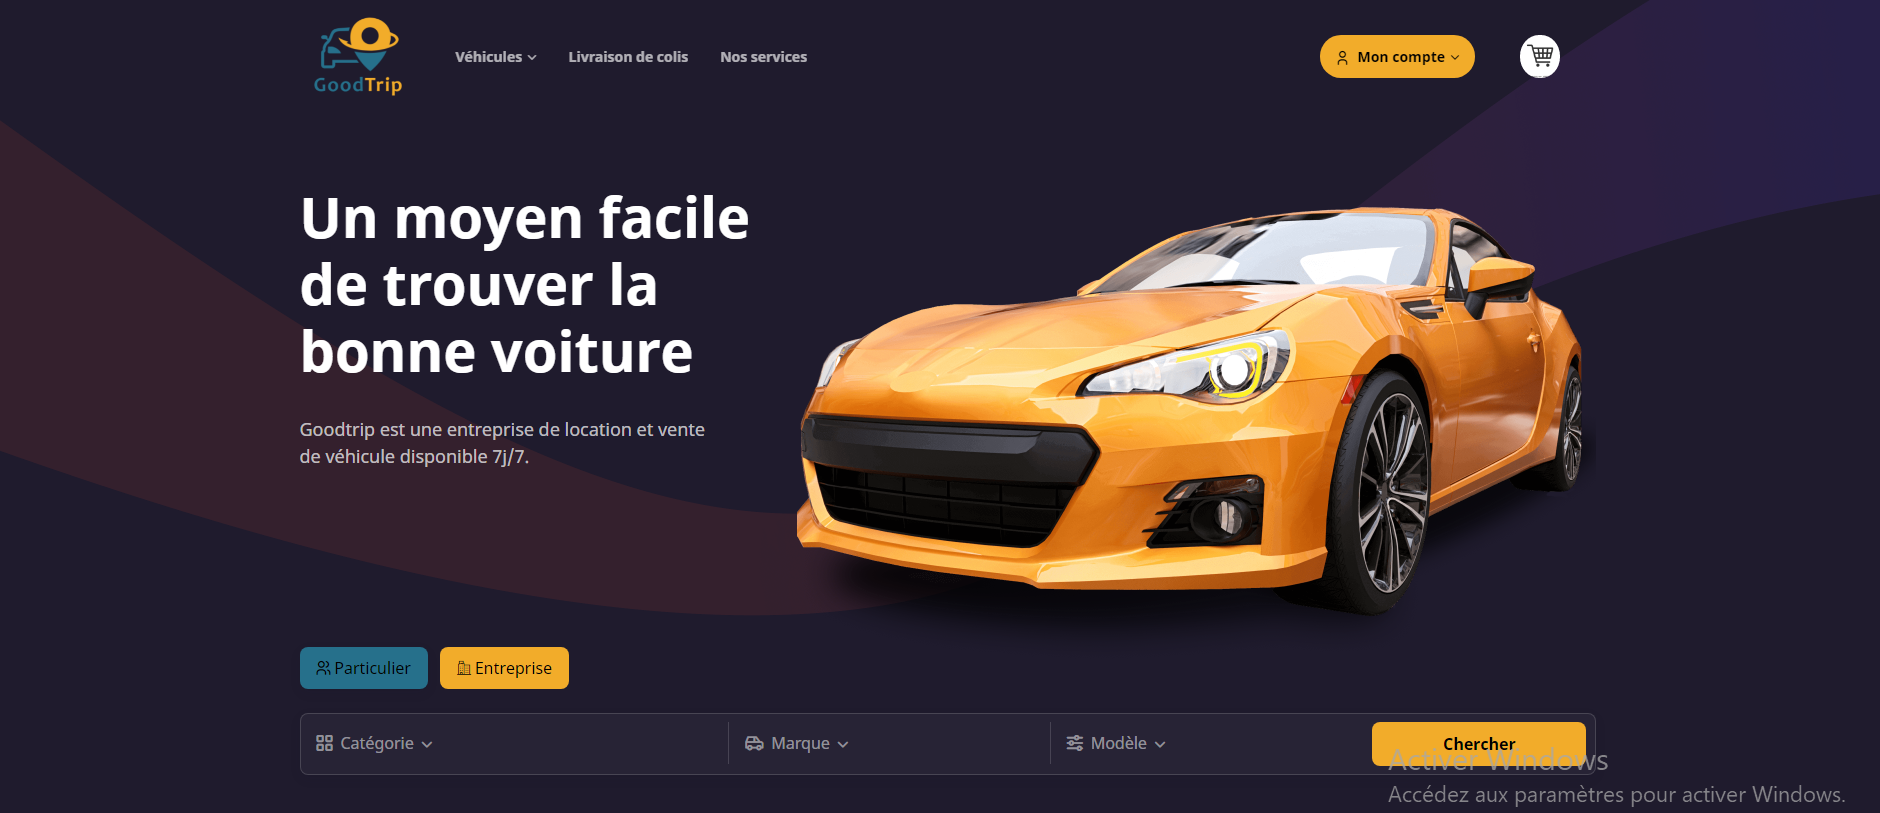 GoodTrip
Véhicules
Livraison de colis
Nos services
Mon compte
Un moyen facile
de trouver la
bonne voiture
Goodtrip est une entreprise de location et vente
de véhicule disponible 7j/7.
Particulier
Entreprise
Catégorie
Marque
Modèle
Chercher
Activer Windows
Accédez aux paramètres pour activer Windows.